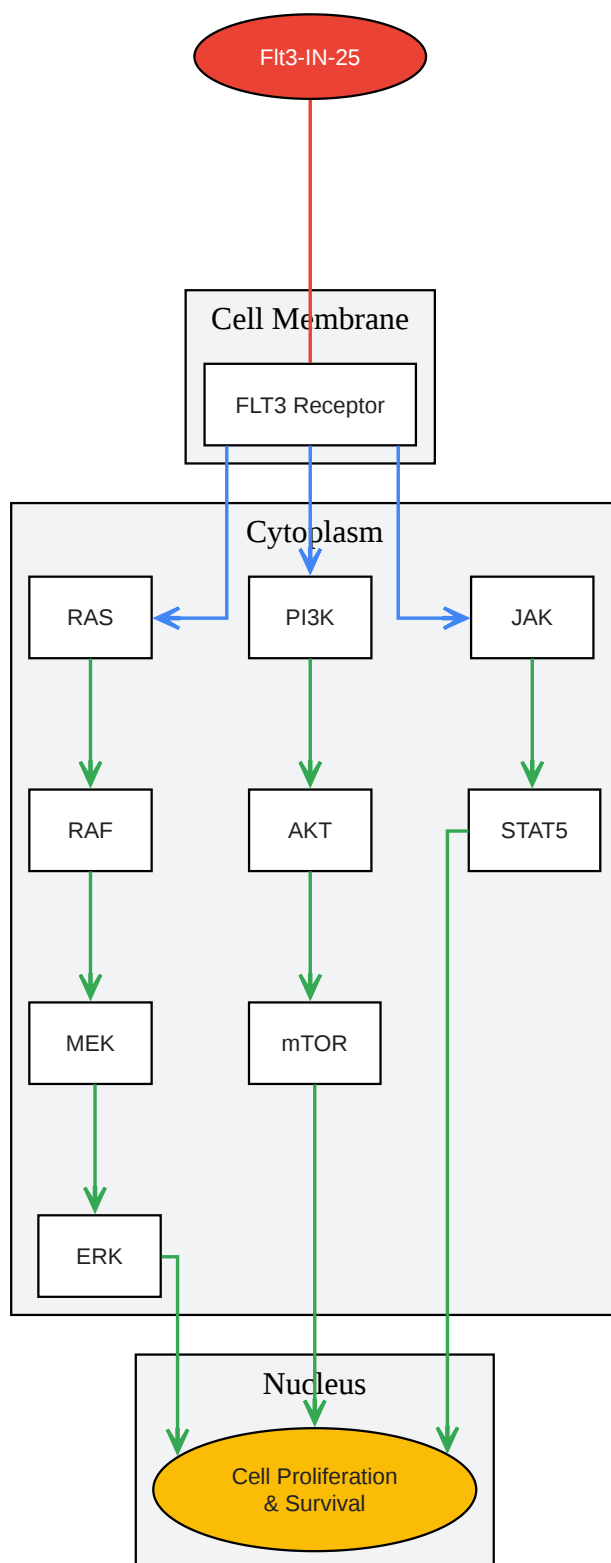 Flt3-IN-25
Cell Membrane
FLT3 Receptor
Cytoplasm
RAS
PI3K
JAK
RAF
AKT
STAT5
MEK
mTOR
ERK
Nucleus
Cell Proliferation
& Survival